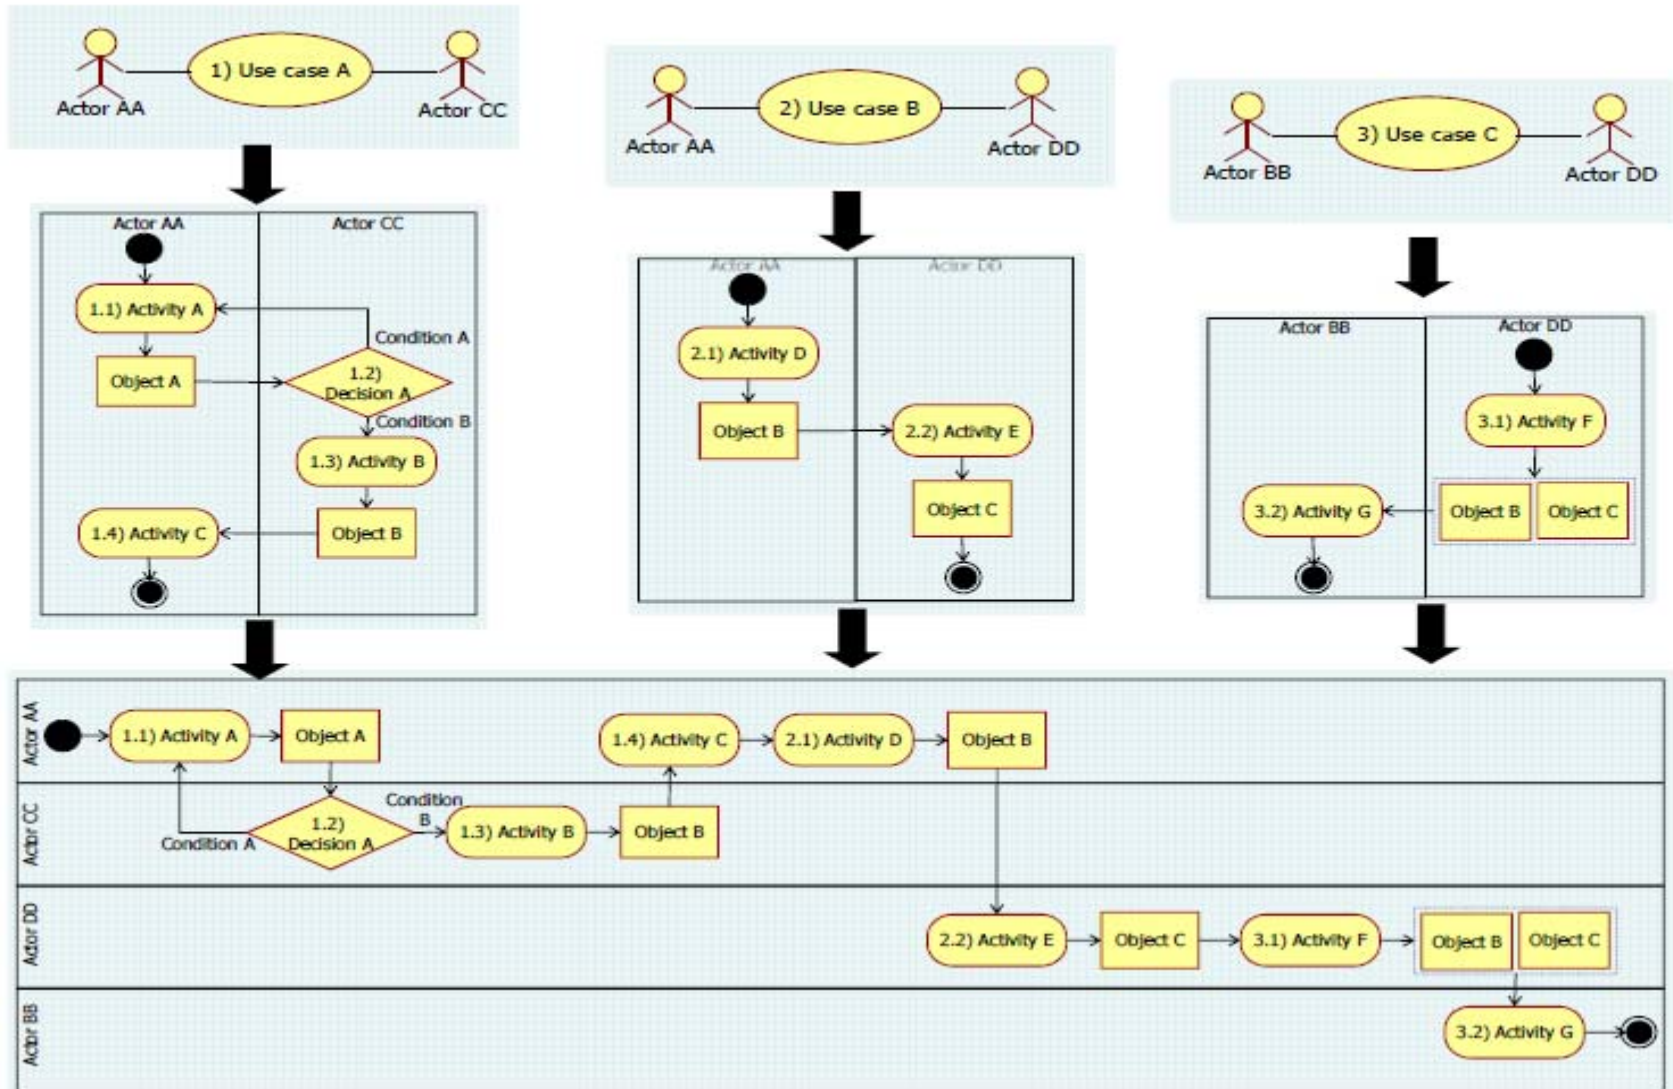 1) Use case A
Actor AA
Actor CC
2) Use case B
Actor AA
Actor DD
3) Use case C
Actor BB
Actor DD
Actor AA
Actor CC
1.1) Activity A
Condition A
Object A
1.2)
Decision A
Condition B
1.3) Activity B
1.4) Activity C
Object B
Actor AA
Actor DD
2.1) Activity D
Object B
2.2) Activity E
Object C
Actor BB
Actor DD
3.1) Activity F
3.2) Activity G
Object B
Object C
Actor AA
1.1) Activity A
Object A
1.4) Activity C
2.1) Activity D
Object B
Actor CC
Condition A
1.2)
Decision A
Condition
B
1.3) Activity B
Object B
Actor DD
2.2) Activity E
Object C
3.1) Activity F
Object B
Object C
Actor BB
3.2) Activity G